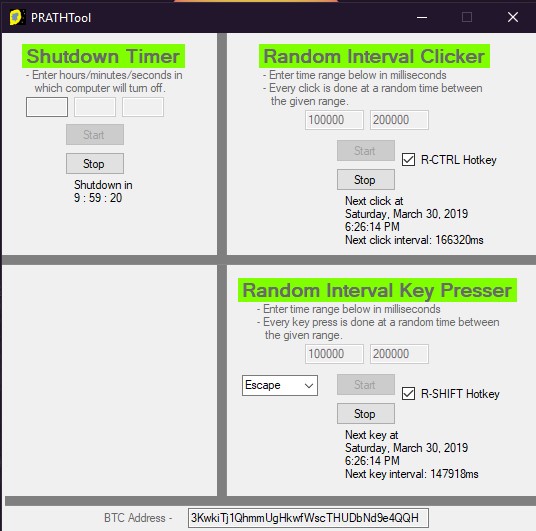 PRATHTool
Shutdown Timer
- Enter hours/minutes/seconds in
which computer will turn off.
Start
Stop
Shutdown in
9 : 59 : 20
Random Interval Clicker
- Enter time range below in milliseconds
- Every click is done at a random time between
the given range.
100000 200000
Start
R-CTRL Hotkey
Stop
Next click at
Saturday, March 30, 2019
6:26:14 PM
Next click interval: 166320ms
Random Interval Key Presser
- Enter time range below in milliseconds
- Every key press is done at a random time between
the given range.
100000 200000
Escape Start
R-SHIFT Hotkey
Stop
Next key at
Saturday, March 30, 2019
6:26:14 PM
Next key interval: 147918ms
BTC Address - 3KwkiTj1QhmmUgHkwfWscTHUDbNd9e4QQH